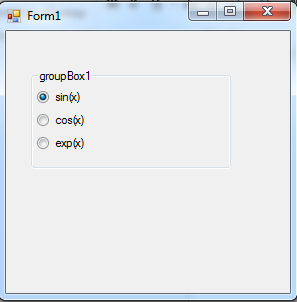 Form1
groupBox1
sin(x)
cos(x)
exp(x)